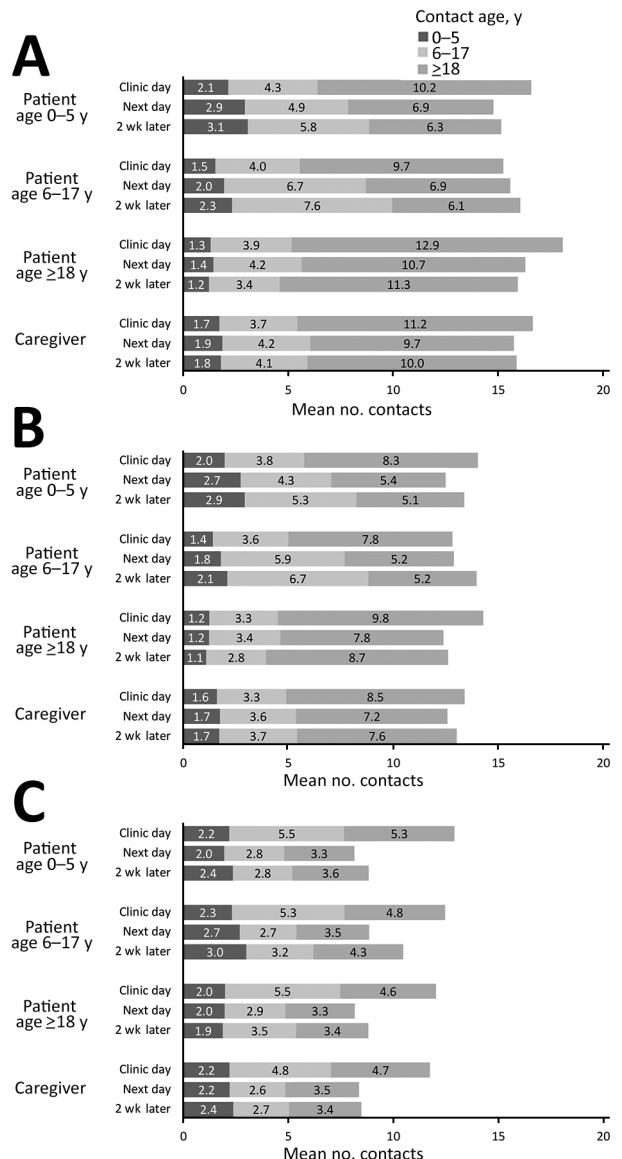 Contact age, y
0–5
6–17
≥18
A
Patient
age 0–5 y
Clinic day 2.1 4.3 10.2
Next day 2.9 4.9 6.9
2 wk later 3.1 5.8 6.3
Patient
age 6–17 y
Clinic day 1.5 4.0 9.7
Next day 2.0 6.7 6.9
2 wk later 2.3 7.6 6.1
Patient
age ≥18 y
Clinic day 1.3 3.9 12.9
Next day 1.4 4.2 10.7
2 wk later 1.2 3.4 11.3
Caregiver
Clinic day 1.7 3.7 11.2
Next day 1.9 4.2 9.7
2 wk later 1.8 4.1 10.0
0 5 10 15 20
Mean no. contacts
B
Patient
age 0–5 y
Clinic day 2.0 3.8 8.3
Next day 2.7 4.3 5.4
2 wk later 2.9 5.3 5.1
Patient
age 6–17 y
Clinic day 1.4 3.6 7.8
Next day 1.8 5.9 5.2
2 wk later 2.1 6.7 5.2
Patient
age ≥18 y
Clinic day 1.2 3.3 9.8
Next day 1.2 3.4 7.8
2 wk later 1.1 2.8 8.7
Caregiver
Clinic day 1.6 3.3 8.5
Next day 1.7 3.6 7.2
2 wk later 1.7 3.7 7.6
0 5 10 15 20
Mean no. contacts
C
Patient
age 0–5 y
Clinic day 2.2 5.5 5.3
Next day 2.0 2.8 3.3
2 wk later 2.4 2.8 3.6
Patient
age 6–17 y
Clinic day 2.3 5.3 4.8
Next day 2.7 2.7 3.5
2 wk later 3.0 3.2 4.3
Patient
age ≥18 y
Clinic day 2.0 5.5 4.6
Next day 2.0 2.9 3.3
2 wk later 1.9 3.5 3.4
Caregiver
Clinic day 2.2 4.8 4.7
Next day 2.2 2.6 3.5
2 wk later 2.4 2.7 3.4
0 5 10 15 20
Mean no. contacts